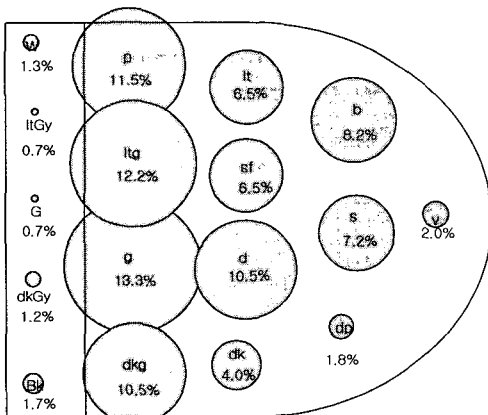 W
1.3%
ltGy
0.7%
G
0.7%
dkGy
1.2%
Bk
1.7%
p
11.5%
ltg
12.2%
g
13.3%
dkg
10.5%
lt
6.5%
sf
6.5%
d
10.5%
dk
4.0%
b
8.2%
s
7.2%
dp
1.8%
v
2.0%